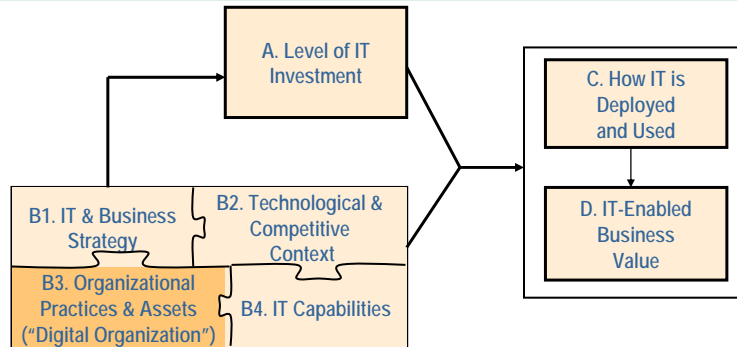 A. Level of IT
Investment
C. How IT is
Deployed
and Used
B1. IT & Business
Strategy
B2. Technological &
Competitive
Context
D. IT-Enabled
Business
Value
B3. Organizational
Practices & Assets
(“Digital Organization”)
B4. IT Capabilities